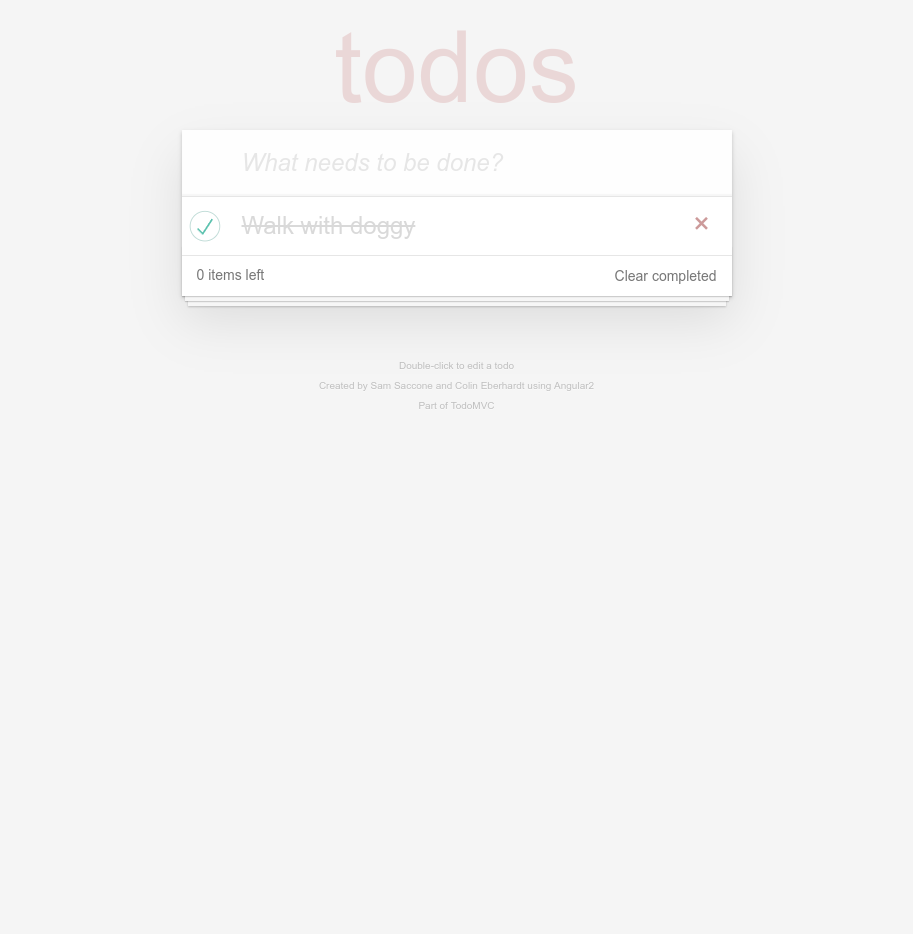 todos
What needs to be done?
Walk with doggy
0 items left
Clear completed
Double-click to edit a todo
Created by Sam Saccone and Colin Eberhardt using Angular2
Part of TodoMVC